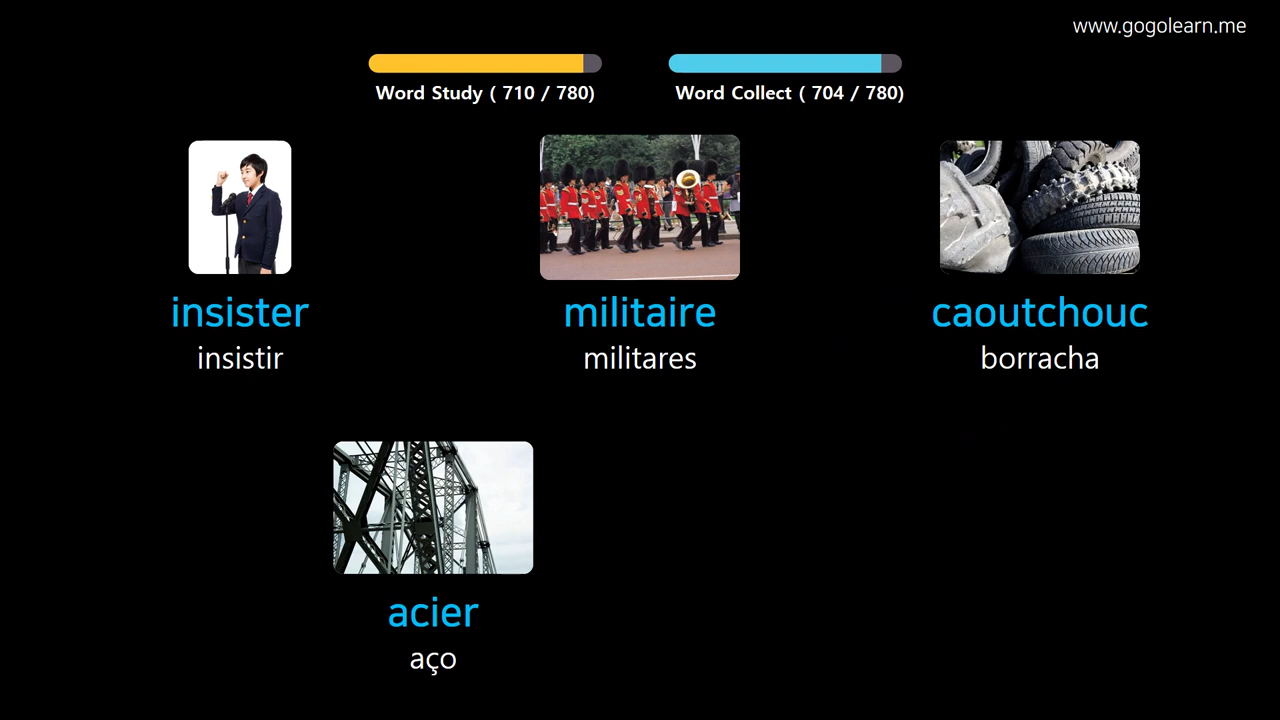 www.gogolearn.me
Word Study ( 710 / 780)
Word Collect ( 704 / 780)
insister
insistir
militaire
militares
caoutchouc
borracha
acier
aço